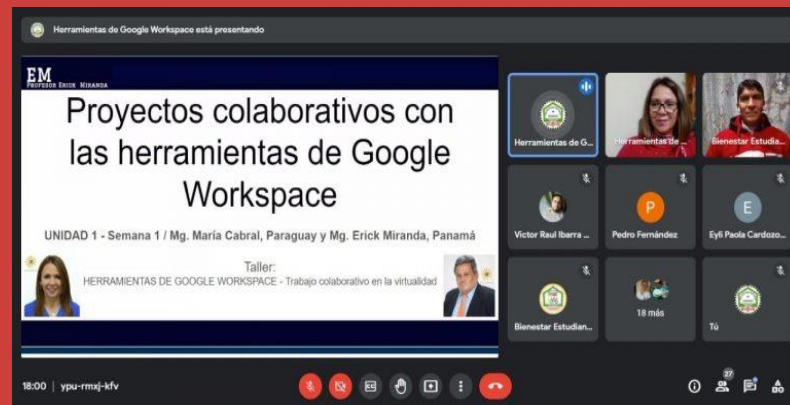 Herramientas de Google Workspace está presentando
EM
PROFESOR ERICK MIRANDA
Proyectos colaborativos con
las herramientas de Google
Workspace
UNIDAD 1 - Semana 1 / Mg. María Cabral, Paraguay y Mg. Erick Miranda, Panamá
Taller:
HERRAMIENTAS DE GOOGLE WORKSPACE - Trabajo colaborativo en la virtualidad
Herramientas de G...
Herramientas de ...
Bienestar Estudia...
Victor Raul Ibarra ...
P
Pedro Fernández
E
Eyli Paola Cardozo...
Bienestar Estudian...
18 más
Tú
18:00 | ypu-rmxj-kfv
27